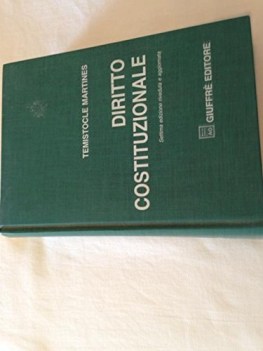 TEMISTOCLE MARTINES
DIRITTO
COSTITUZIONALE
Settima edizione riveduta e aggiornata
GIUFFRÈ EDITORE